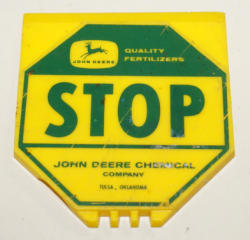 JOHN DEERE
QUALITY
FERTILIZERS
STOP
JOHN DEERE CHEMICAL
COMPANY
TULSA, OKLAHOMA